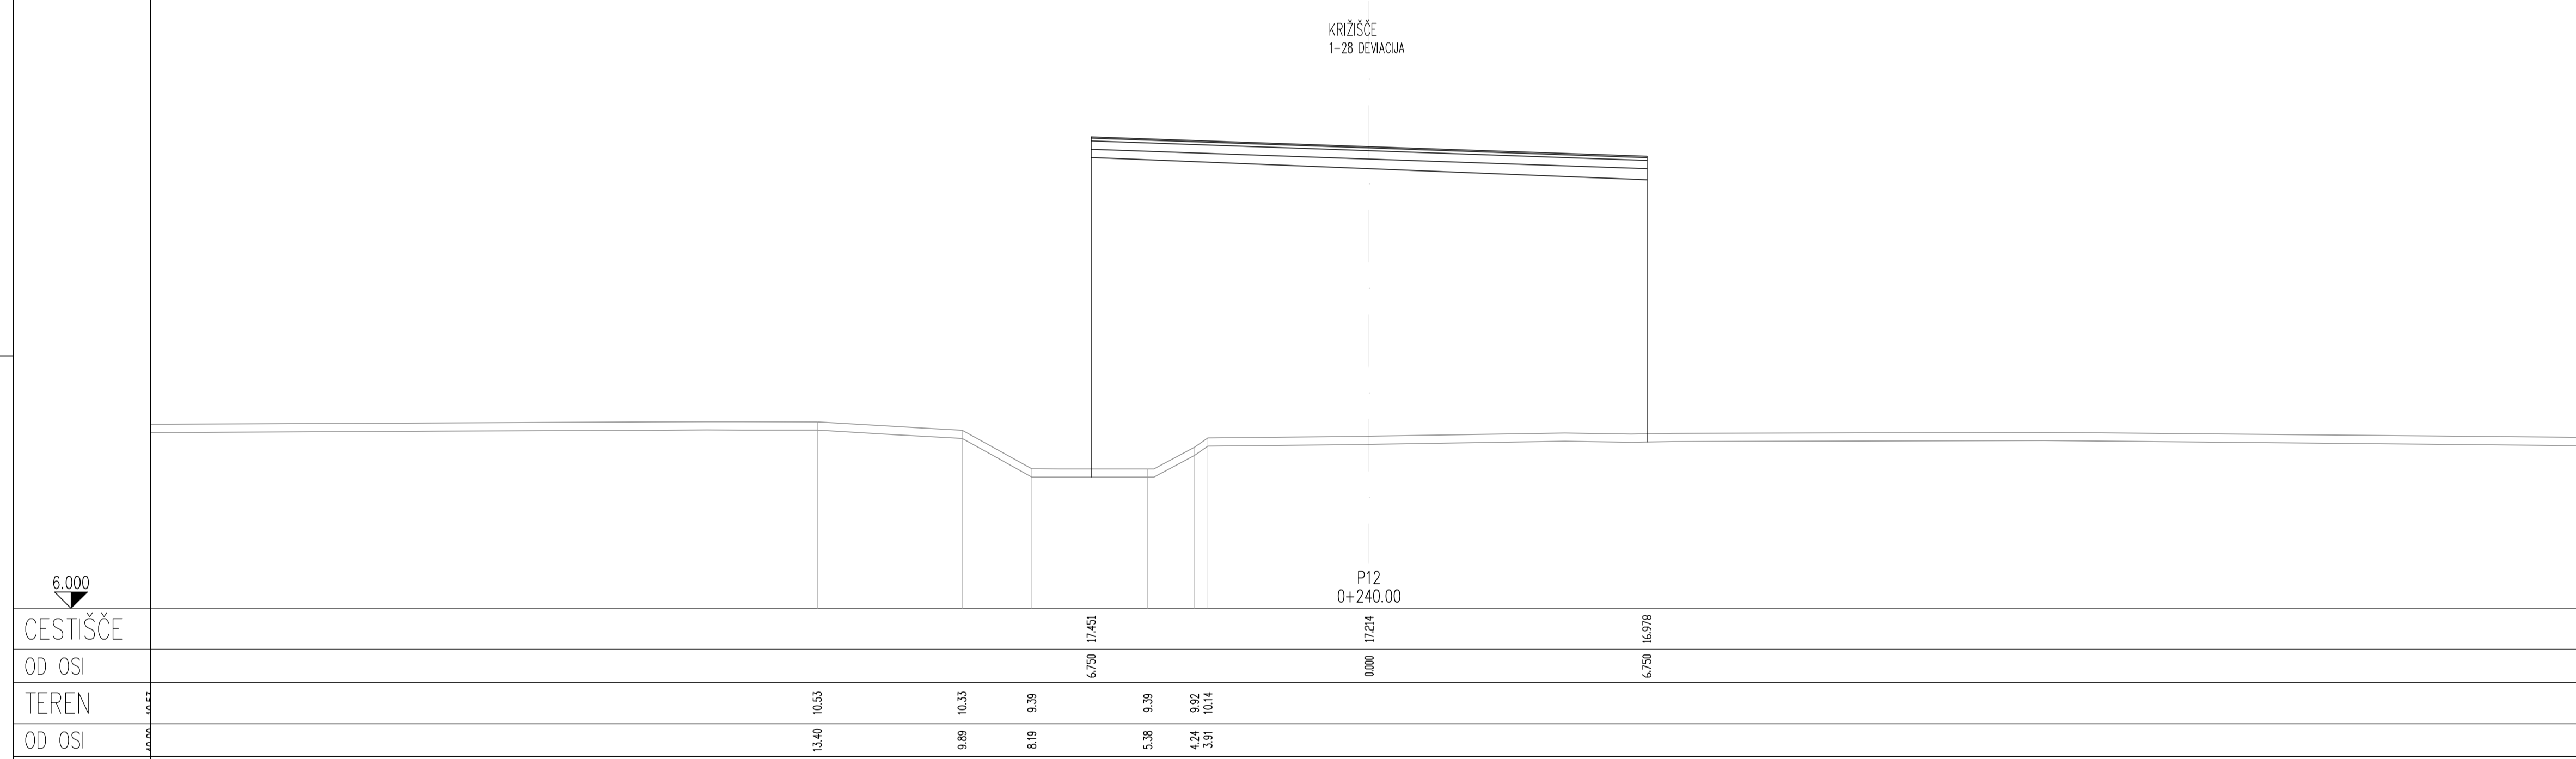 KRIŽIŠČE
1-28 DEVIACIJA
6.000
P12
0+240.00
CESTIŠČE 17.451 17.214 16.978
OD OSI 6.750 0.000 6.750
TEREN 10.53 10.33 9.39 9.39 9.92 10.14
OD OSI 13.40 9.89 8.19 5.38 4.24 3.91